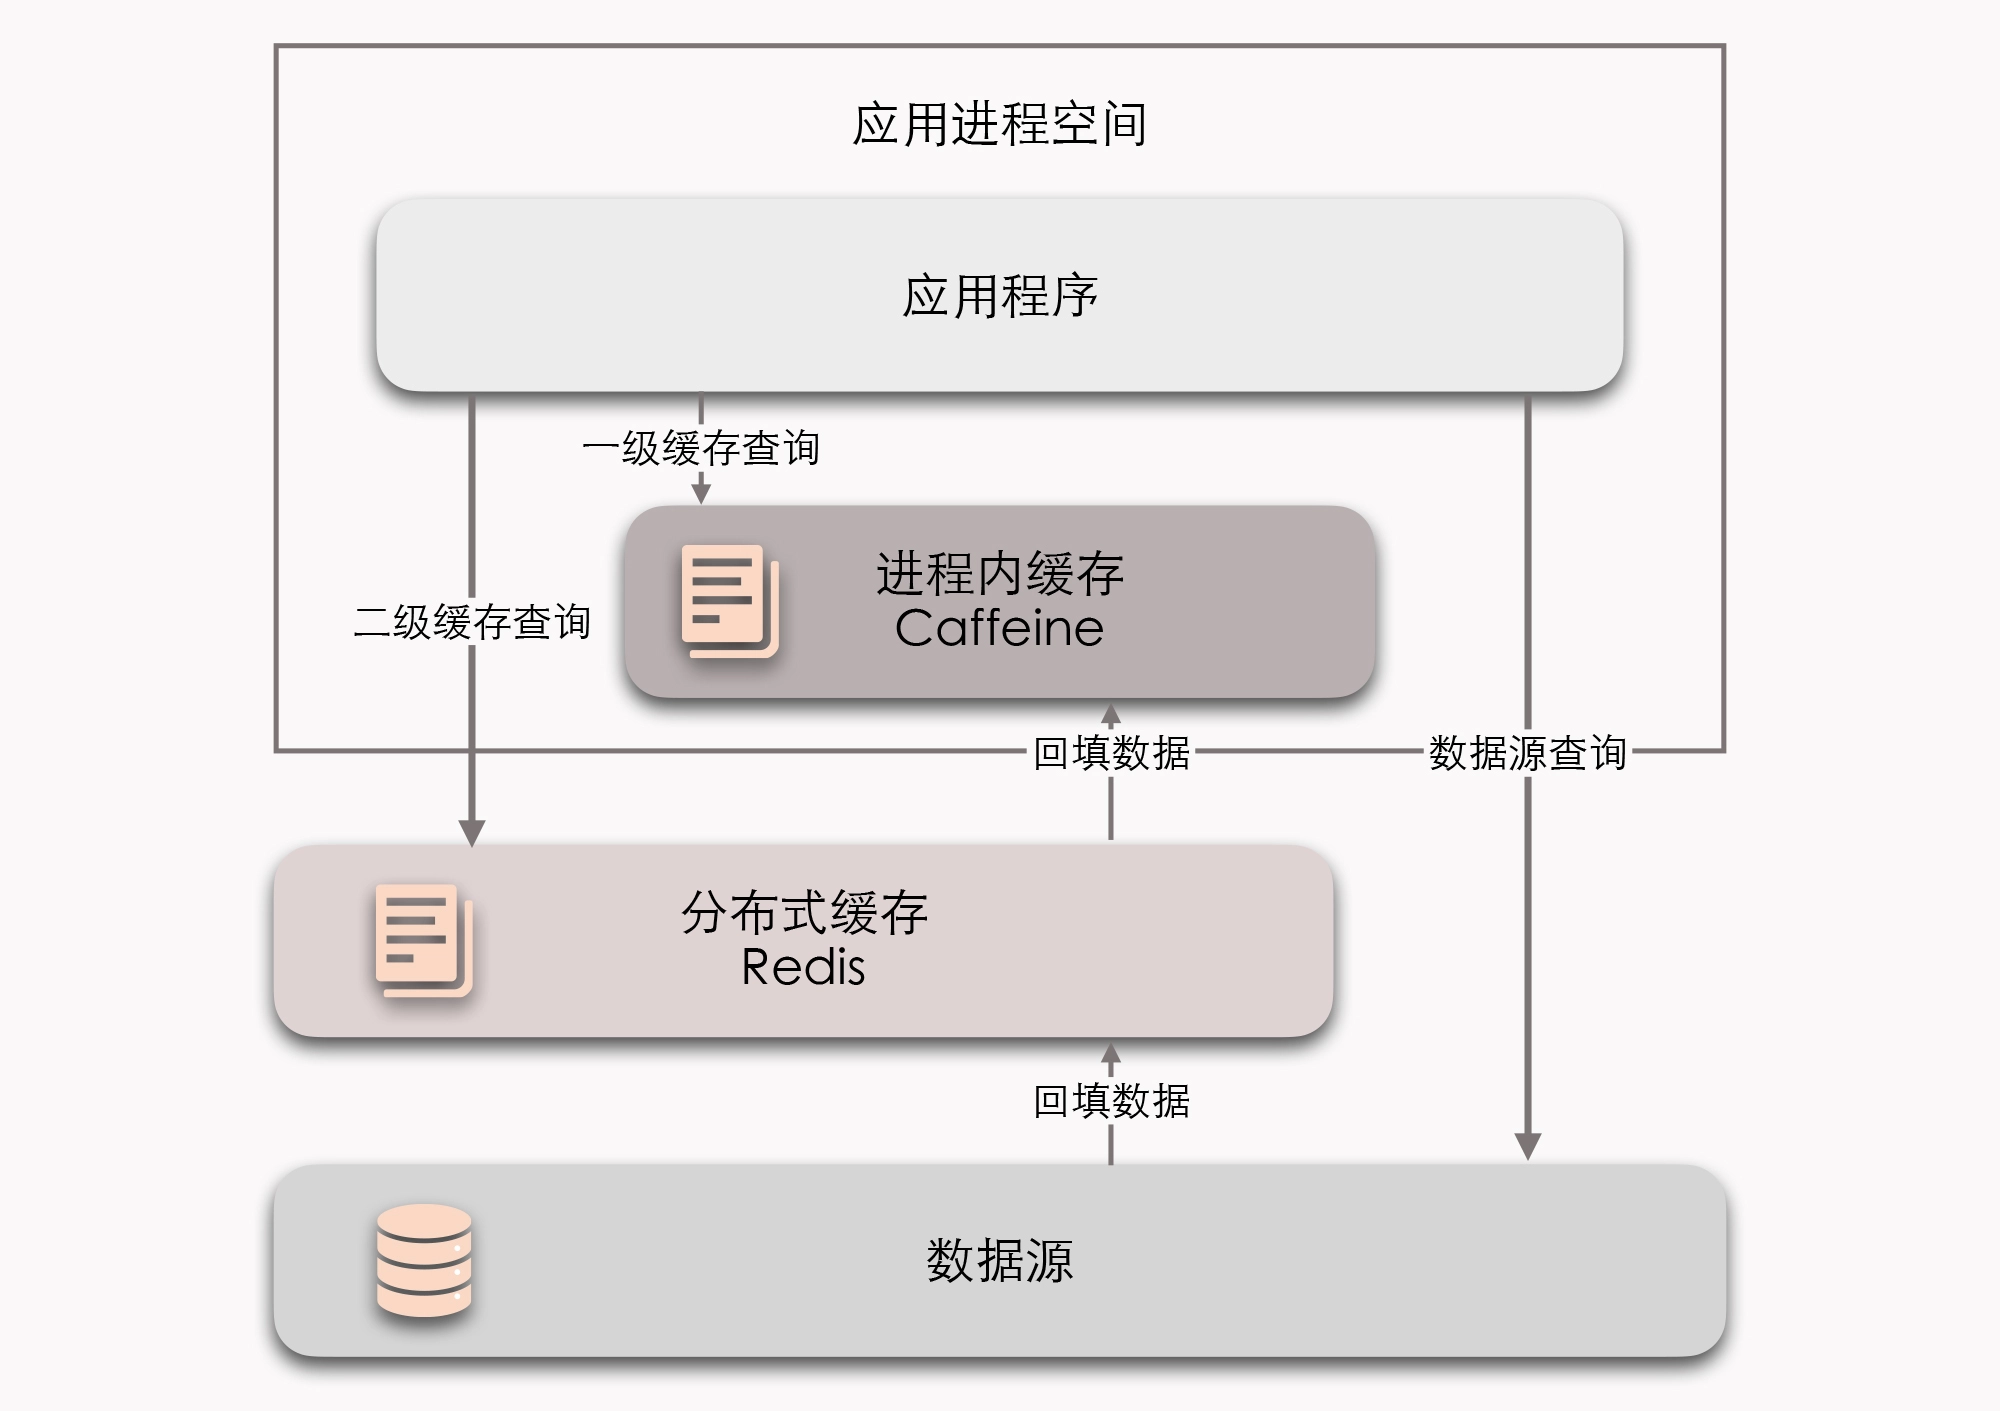 应用进程空间
应用程序
一级缓存查询
进程内缓存
Caffeine
二级缓存查询
回填数据
数据源查询
分布式缓存
Redis
回填数据
数据源